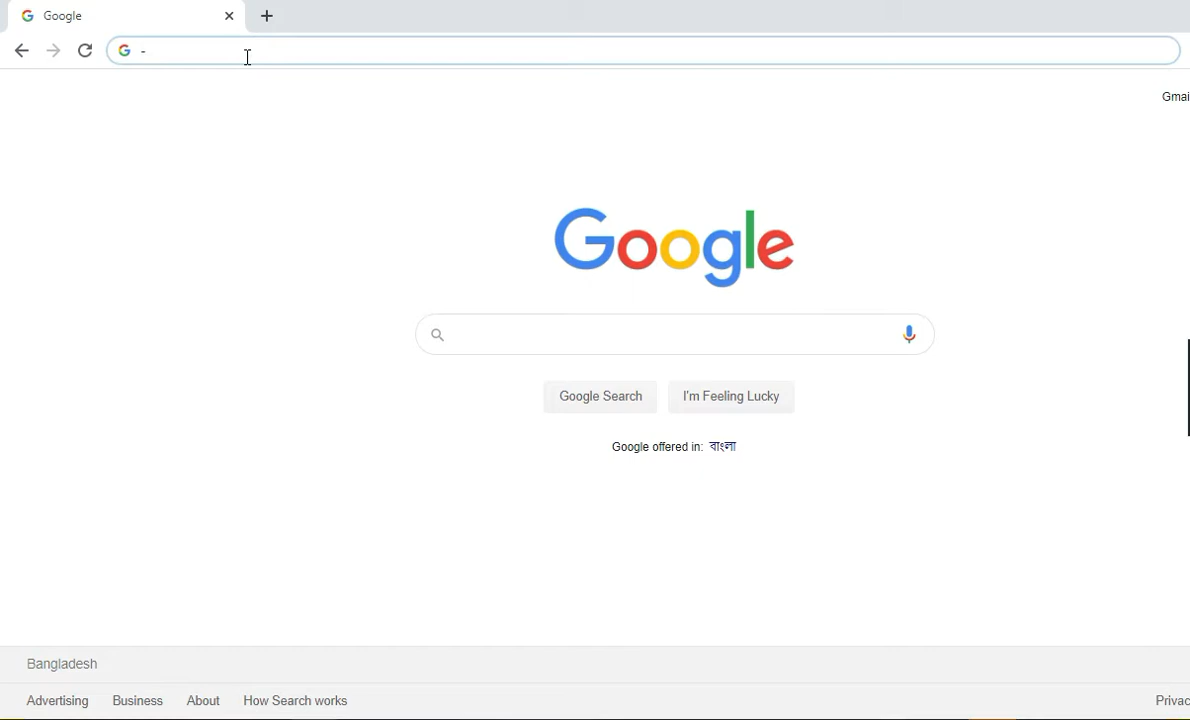 Google
-
Gmai
Google
Google Search
I'm Feeling Lucky
Google offered in: বাংলা
Bangladesh
Advertising Business About How Search works
Privac